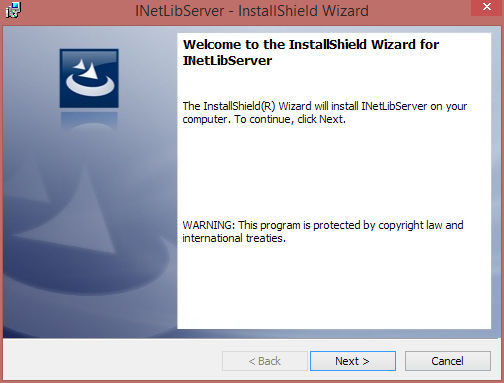 INetLibServer - InstallShield Wizard
Welcome to the InstallShield Wizard for
INetLibServer
The InstallShield(R) Wizard will install INetLibServer on your
computer. To continue, click Next.
WARNING: This program is protected by copyright law and
international treaties.
< Back
Next >
Cancel